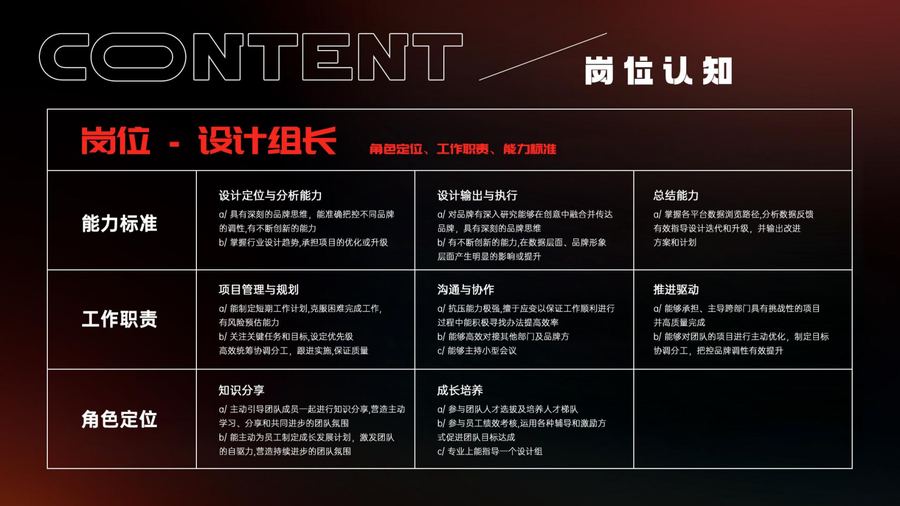 CONTENT
岗位认知
岗位 - 设计组长
角色定位、工作职责、能力标准
能力标准
设计定位与分析能力
a/ 具有深刻的品牌思维，能准确把控不同品牌
的调性,有不断创新的能力
b/ 掌握行业设计趋势,承担项目的优化或升级
设计输出与执行
a/ 对品牌有深入研究能够在创意中融合并传达
品牌，具有深刻的品牌思维
b/ 有不断创新的能力,在数据层面、品牌形象
层面产生明显的影响或提升
总结能力
a/ 掌握各平台数据浏览路径,分析数据反馈
有效指导设计迭代和升级，并输出改进
方案和计划
工作职责
项目管理与规划
a/ 能制定短期工作计划,克服困难完成工作,
有风险预估能力
b/ 关注关键任务和目标,设定优先级
高效统筹协调分工，跟进实施,保证质量
沟通与协作
a/ 抗压能力极强,擅于应变以保证工作顺利进行
过程中能积极寻找办法提高效率
b/ 能够高效对接其他部门及品牌方
c/ 能够主持小型会议
推进驱动
a/ 能够承担、主导跨部门具有挑战性的项目
并高质量完成
b/ 能够对团队的项目进行主动优化，制定目标
协调分工，把控品牌调性有效提升
角色定位
知识分享
a/ 主动引导团队成员一起进行知识分享,营造主动
学习、分享和共同进步的团队氛围
b/ 能主动为员工制定成长发展计划，激发团队
的自驱力,营造持续进步的团队氛围
成长培养
a/ 参与团队人才选拔及培养人才梯队
b/ 参与员工绩效考核,运用各种辅导和激励方
式促进团队目标达成
c/ 专业上能指导一个设计组